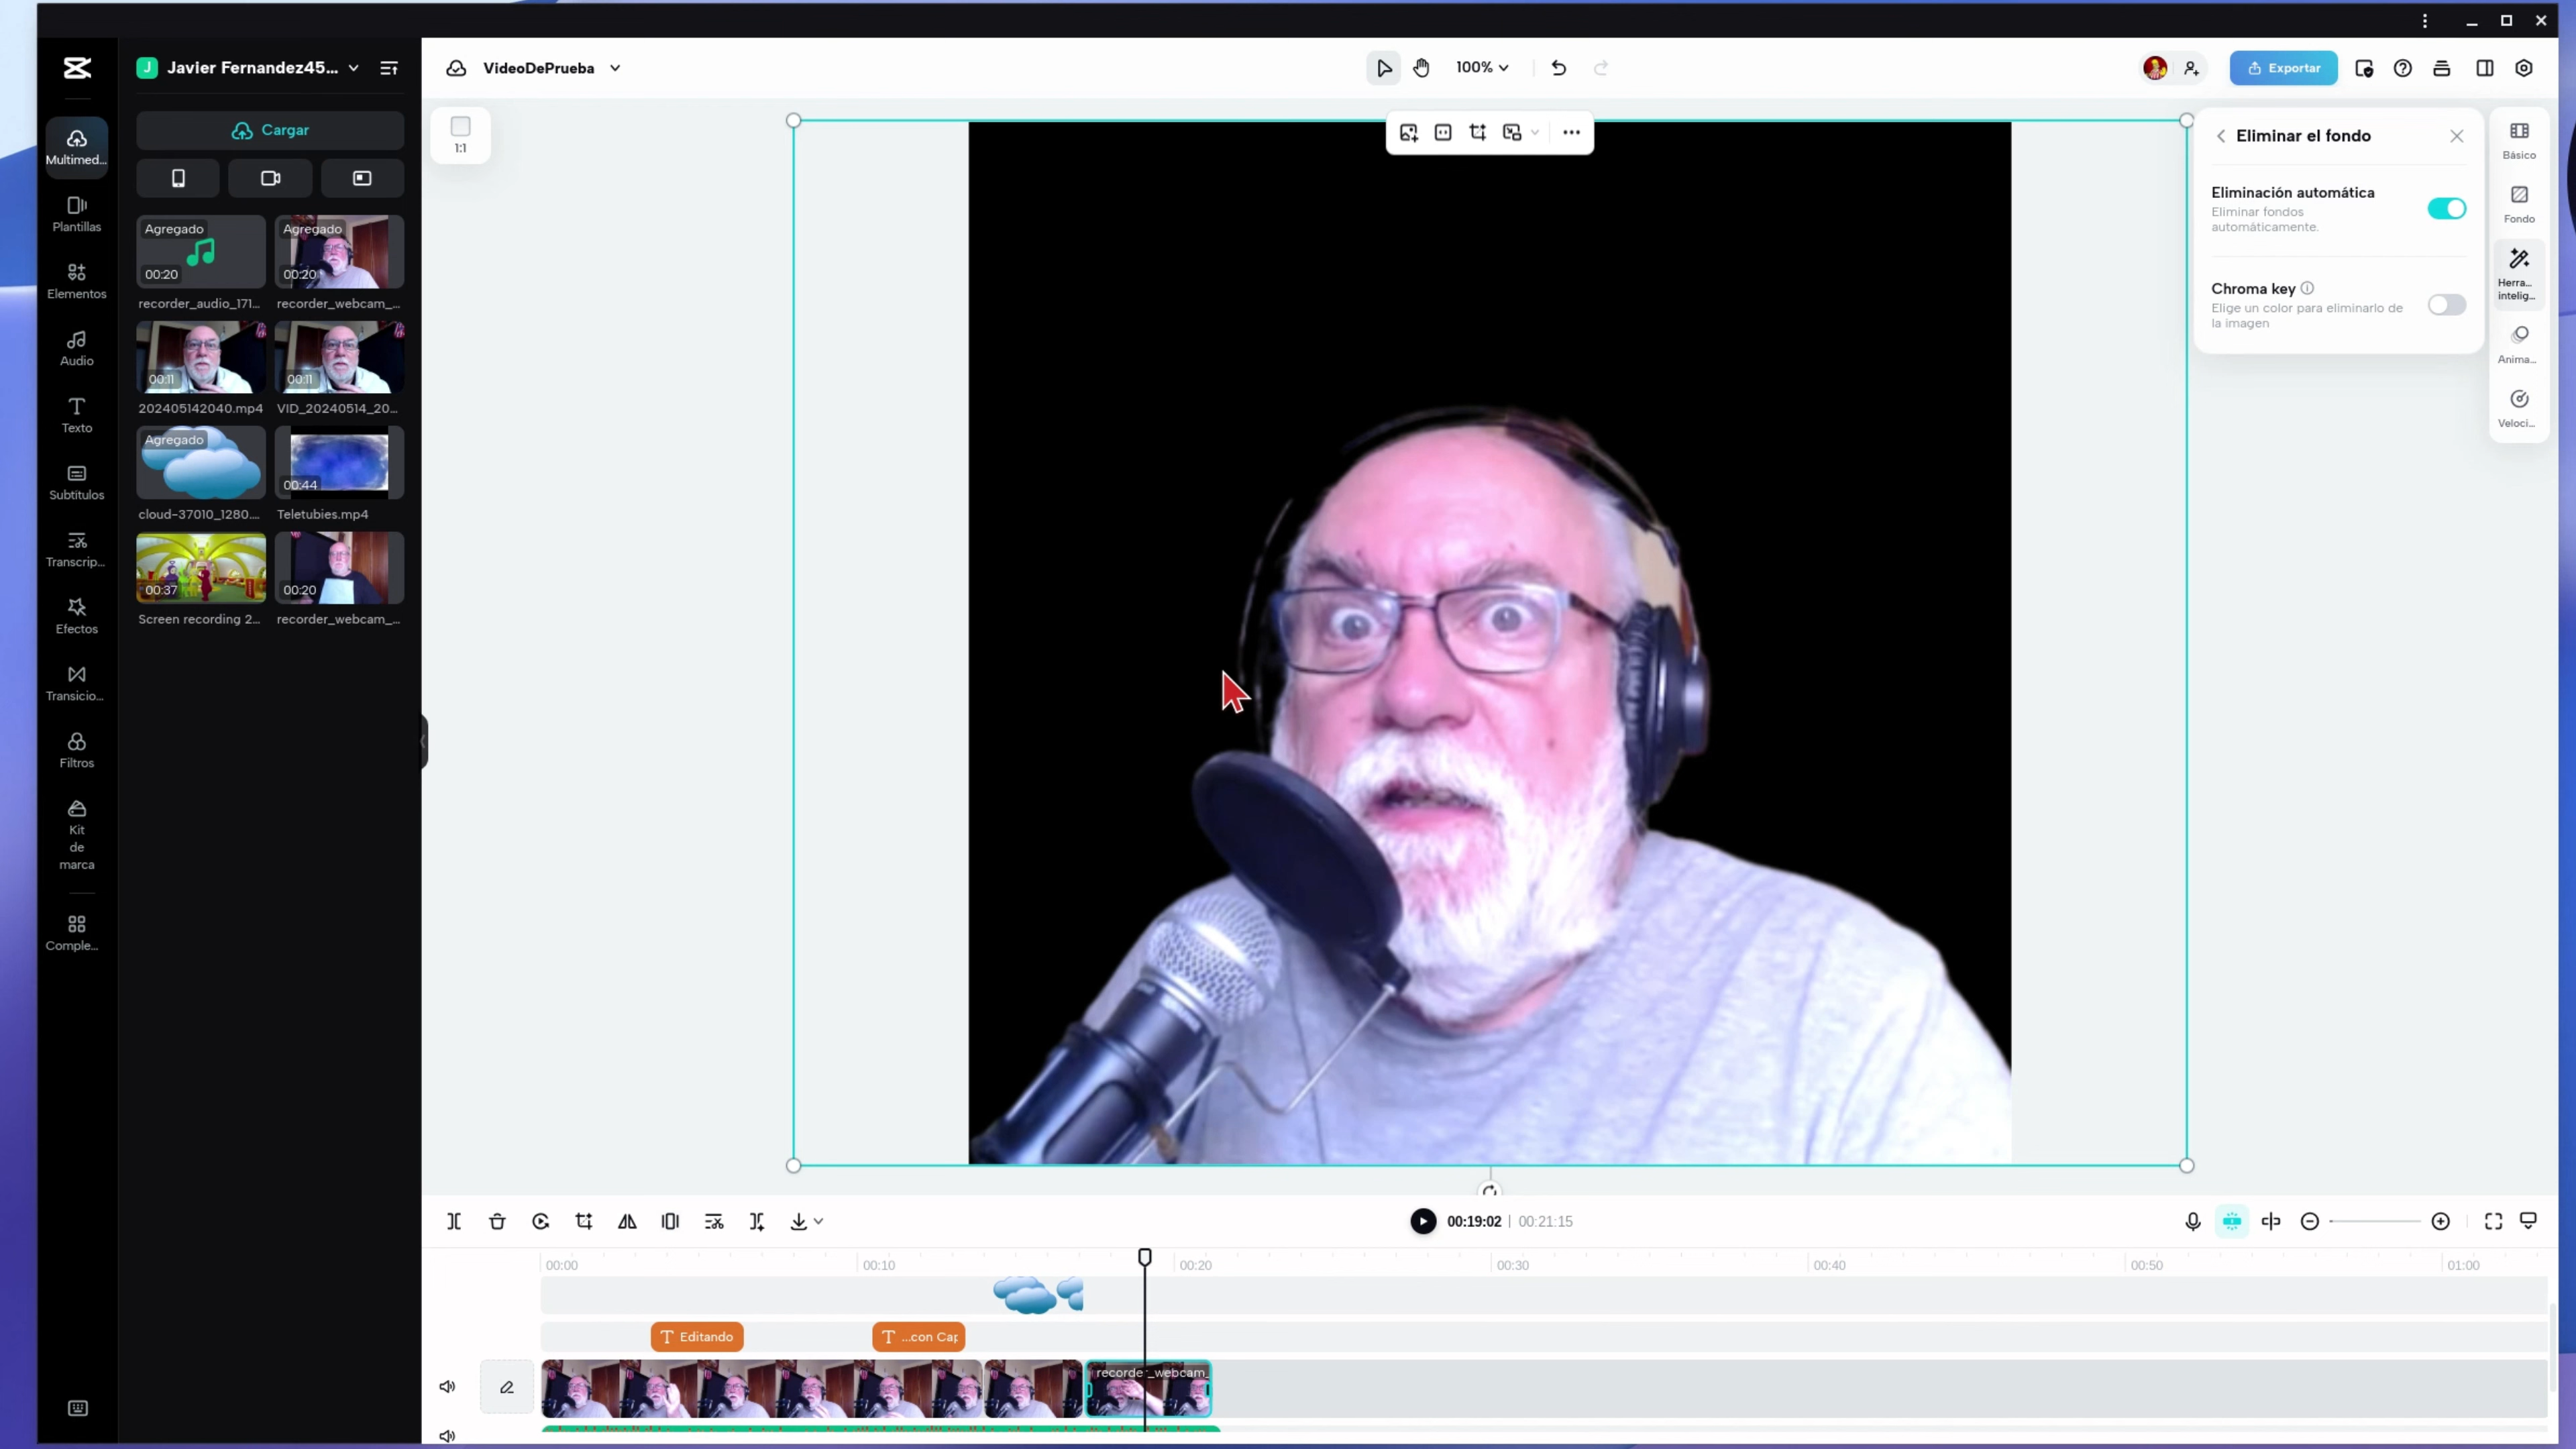 J Javier Fernandez45...
VideoDePrueba
100%
Exportar
Cargar
1:1
Multimed...
Plantillas
Elementos
Audio
Texto
Subtítulos
Transcrip...
Efectos
Transicio...
Filtros
Kit
de
marca
Comple...
Agregado
00:20
recorder_audio_171...
Agregado
00:20
recorder_webcam_...
00:11
202405142040.mp4
00:11
VID_20240514_20...
Agregado
cloud-37010_1280....
00:44
Teletubies.mp4
00:37
Screen recording 2...
00:20
recorder_webcam_...
Eliminar el fondo
Eliminación automática
Eliminar fondos
automáticamente.
Chroma key
Elige un color para eliminarlo de
la imagen
Básico
Fondo
Herra...
intelig...
Anima...
Veloci...
00:19:02 | 00:21:15
00:00
00:10
00:20
00:30
00:40
00:50
01:00
T Editando
T ...con Cap
recorder_webcam_